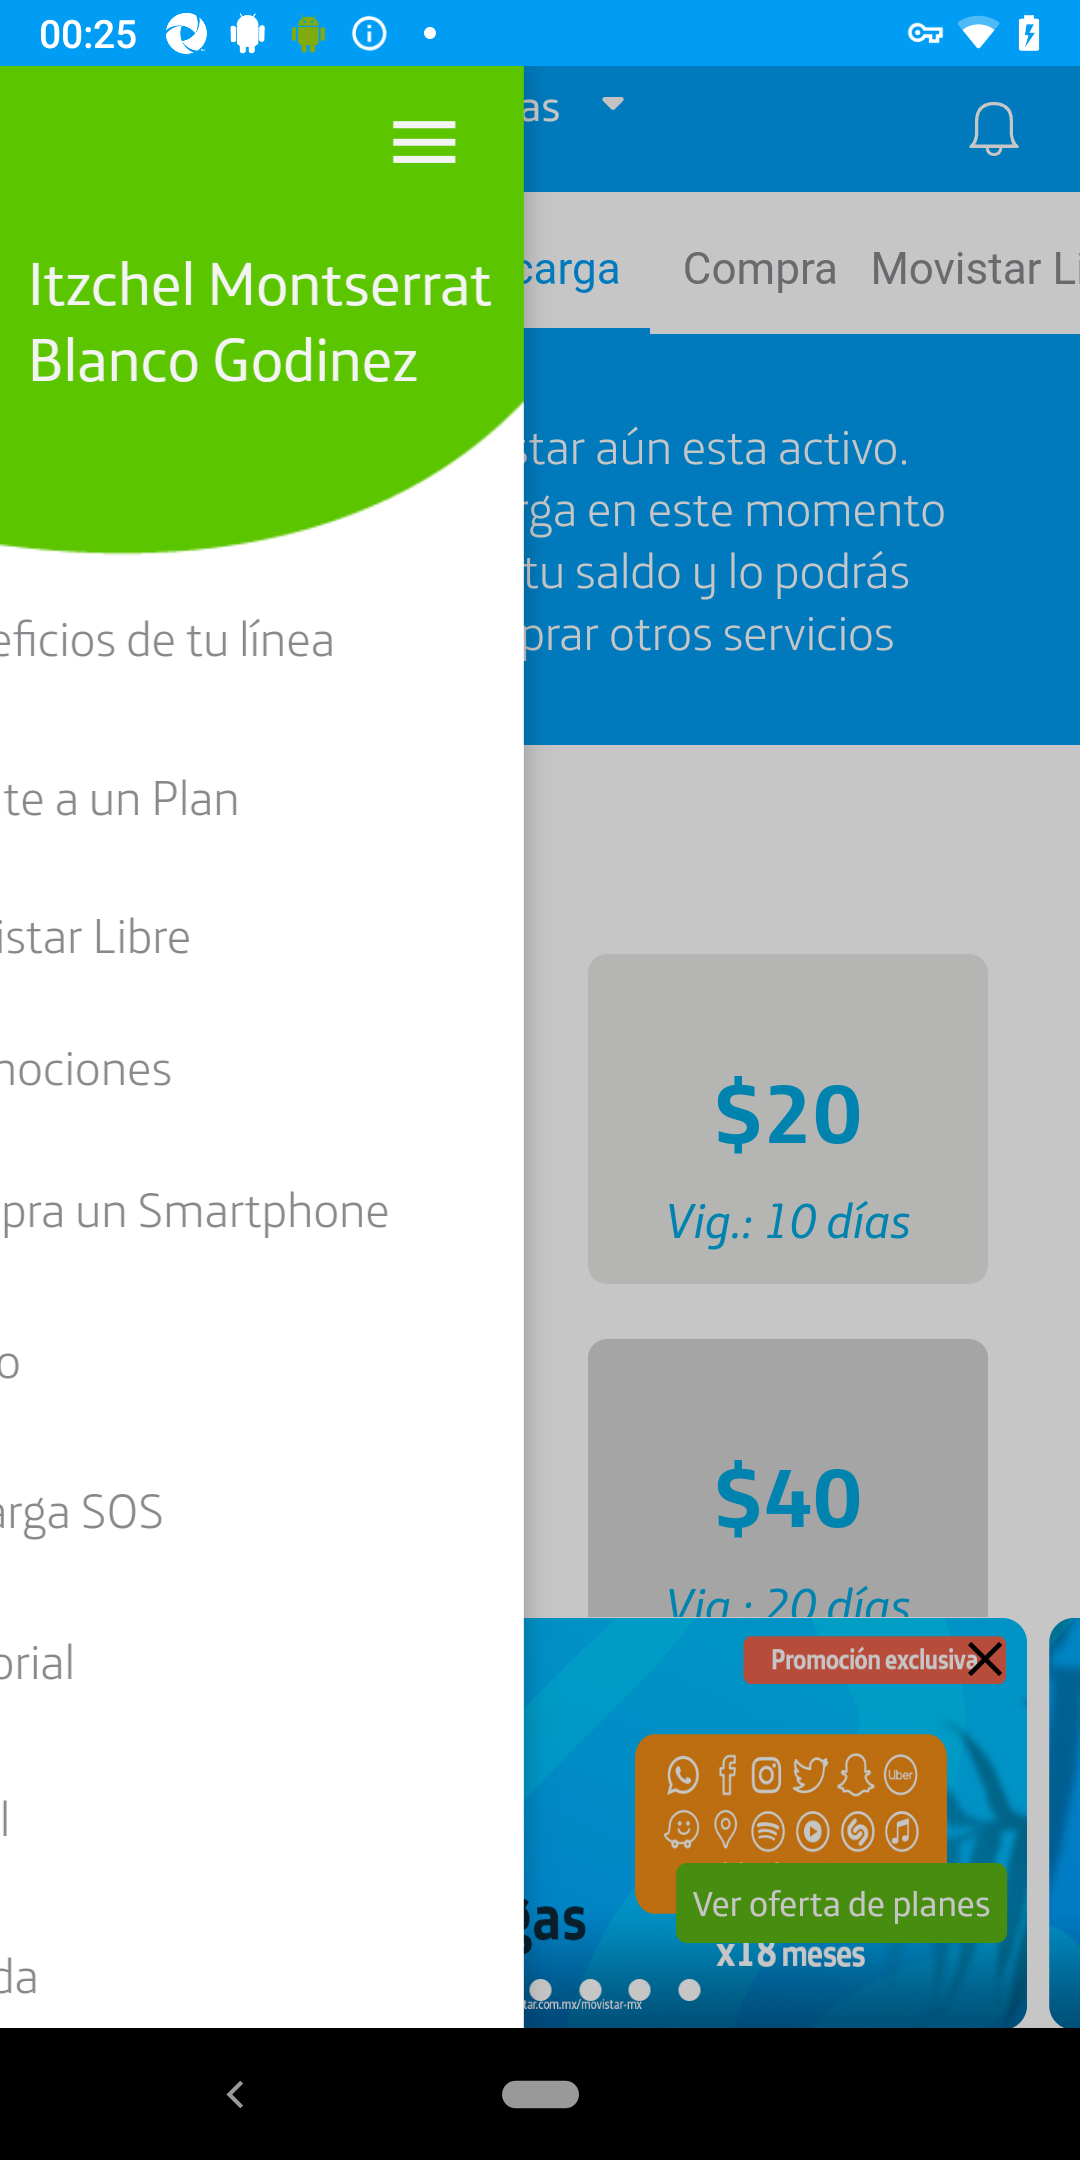 00:25
as
Itzchel Montserrat
Blanco Godinez
carga Compra Movistar Li
star aún esta activo.
rga en este momento
tu saldo y lo podrás
prar otros servicios
eficios de tu línea
te a un Plan
istar Libre
nociones
pra un Smartphone
o
arga SOS
orial
l
da
$20
Vig.: 10 días
$40
Vig.: 20 días
Promoción exclusiva
Uber
gas
Ver oferta de planes
x18 meses
tar.com.mx/movistar-mx